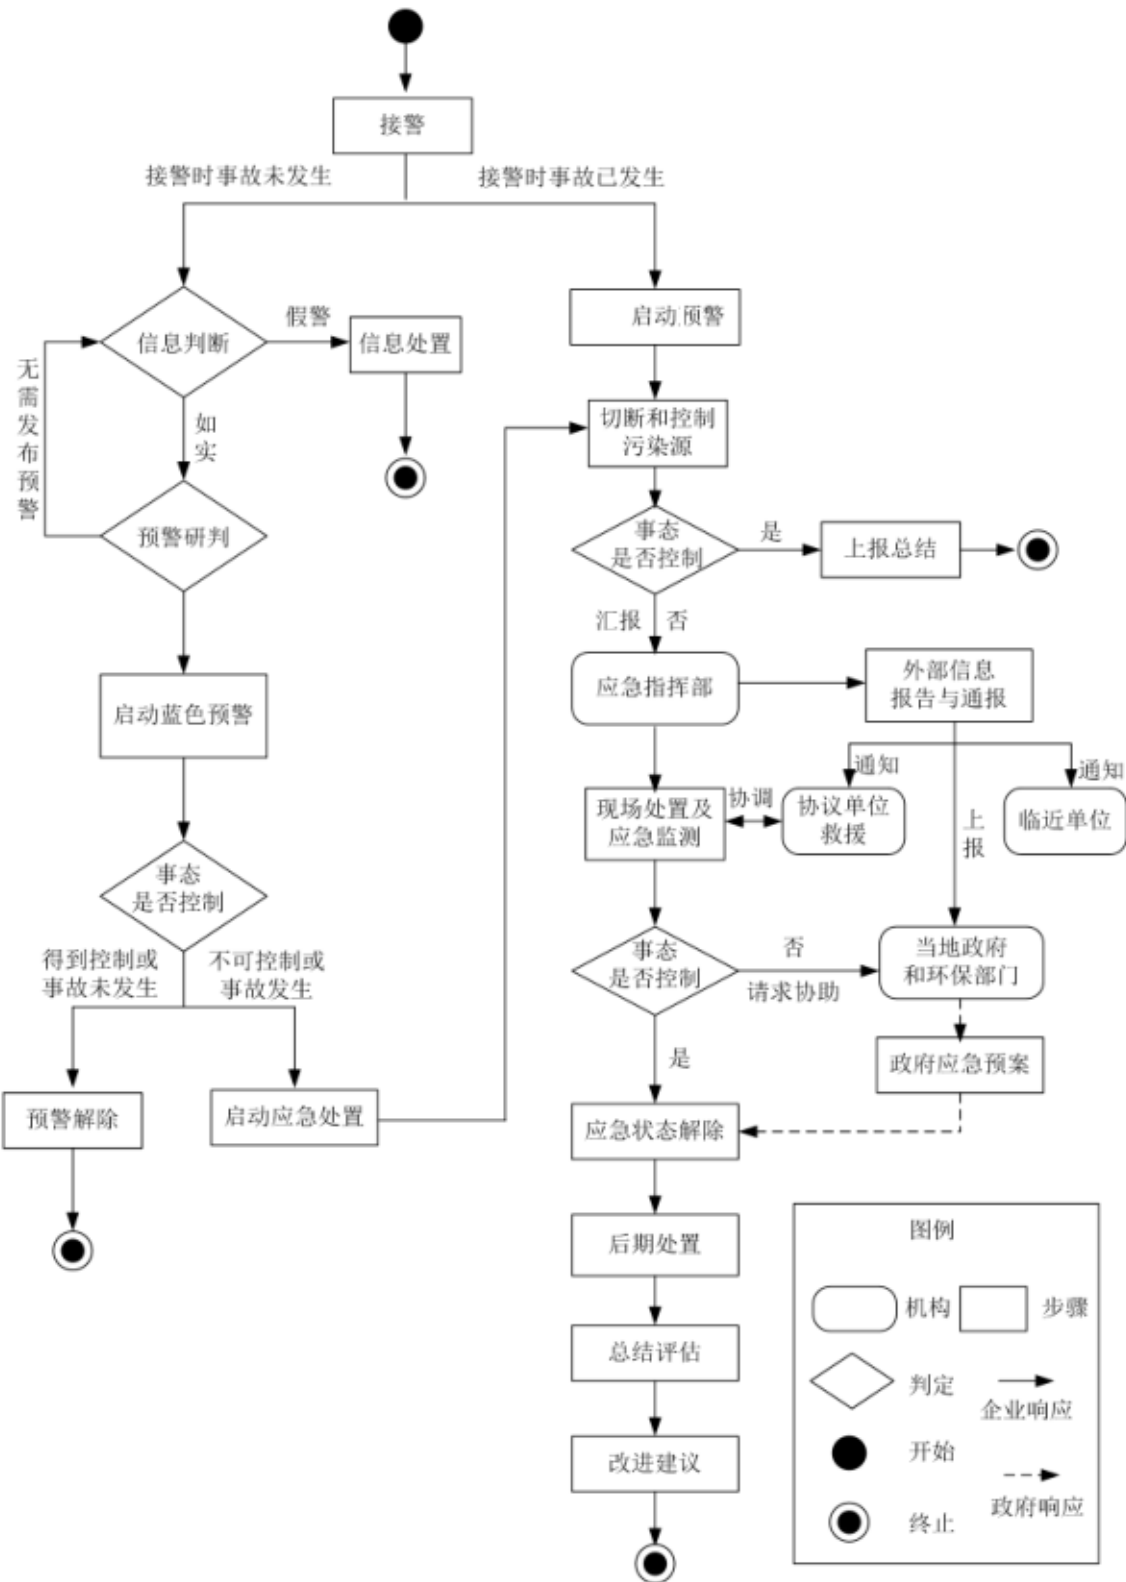 接警
接警时事故未发生
接警时事故已发生
信息判断
假警
信息处置
启动预警
无需发布预警
如实
切断和控制
污染源
预警研判
事态
是否控制
是
上报总结
汇报
否
应急指挥部
外部信息
报告与通报
启动蓝色预警
通知
通知
现场处置及
应急监测
协调
协议单位
救援
上报
临近单位
事态
是否控制
得到控制或
事故未发生
不可控制或
事故发生
事态
是否控制
否
请求协助
当地政府
和环保部门
是
政府应急预案
预警解除
启动应急处置
应急状态解除
后期处置
总结评估
改进建议
图例
机构
步骤
判定
企业响应
开始
政府响应
终止